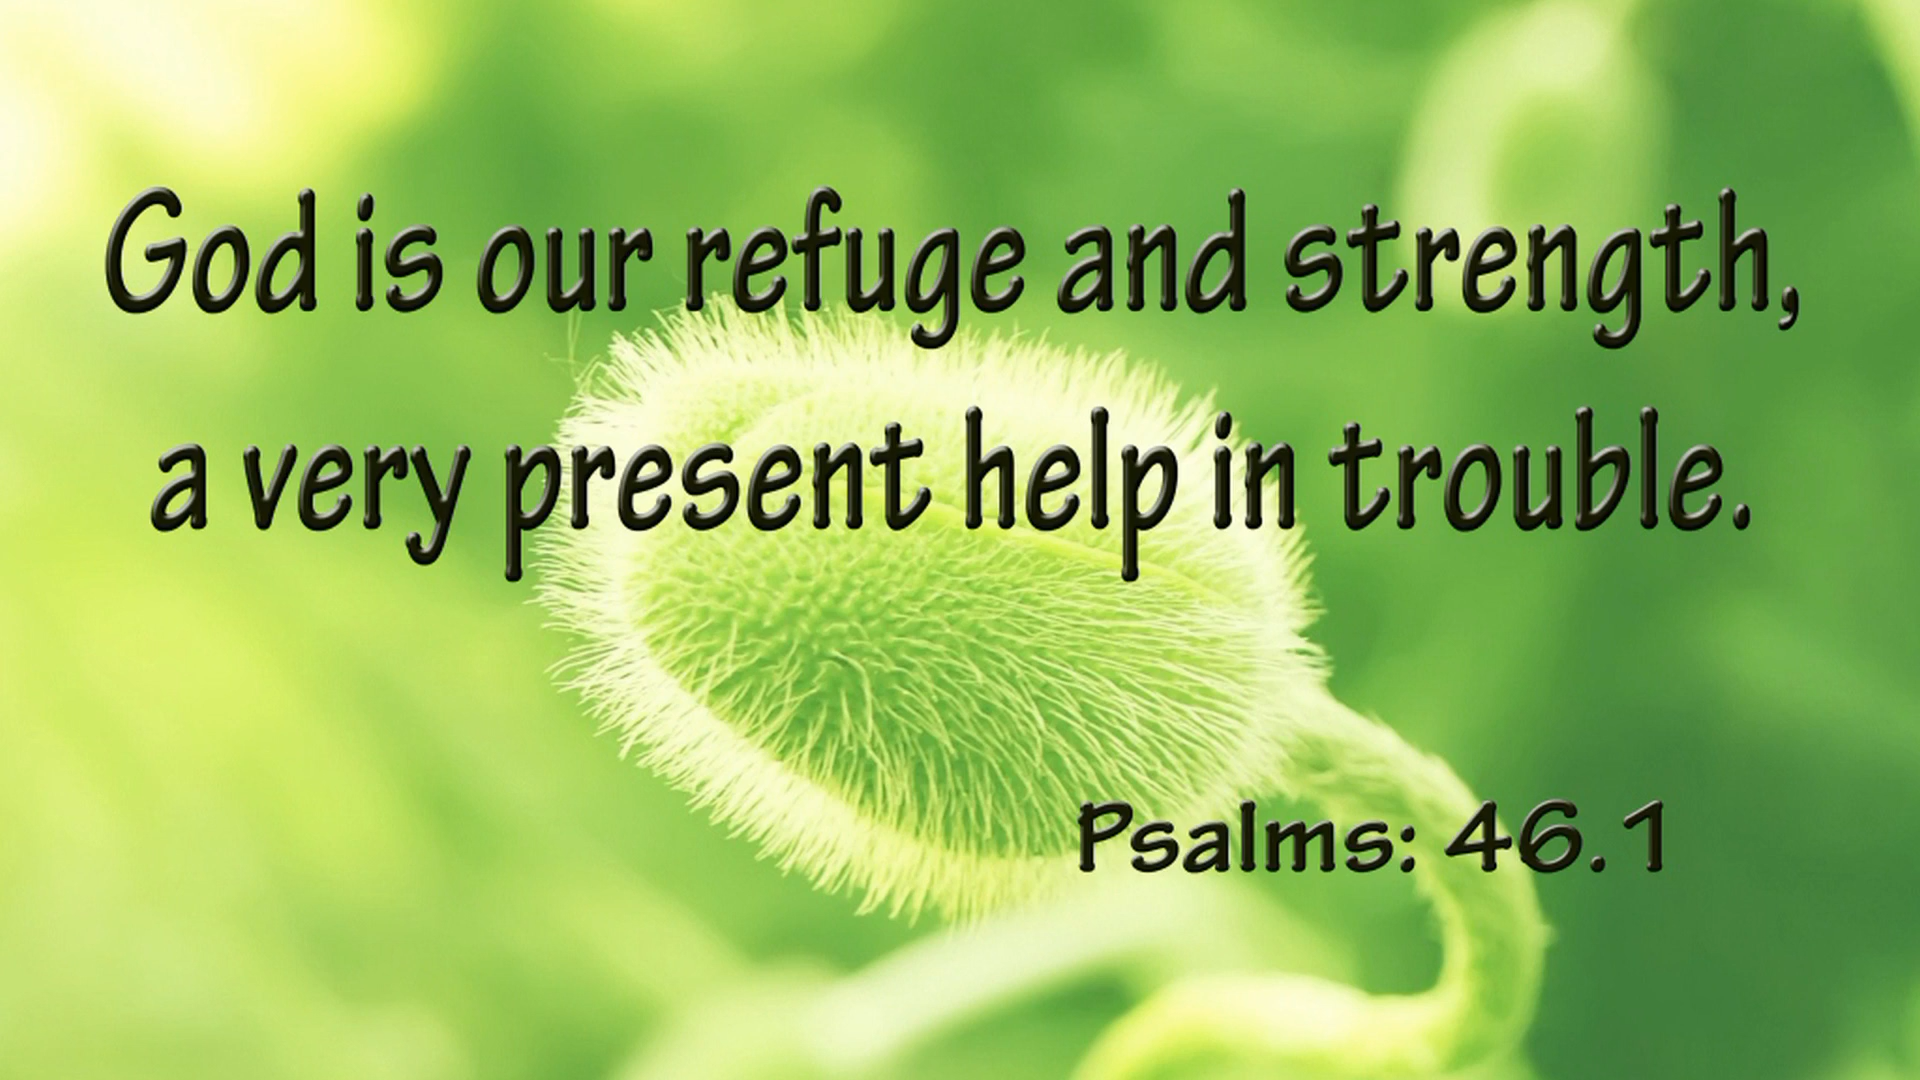 God is our refuge and strength,
a very present help in trouble.
Psalms: 46.1